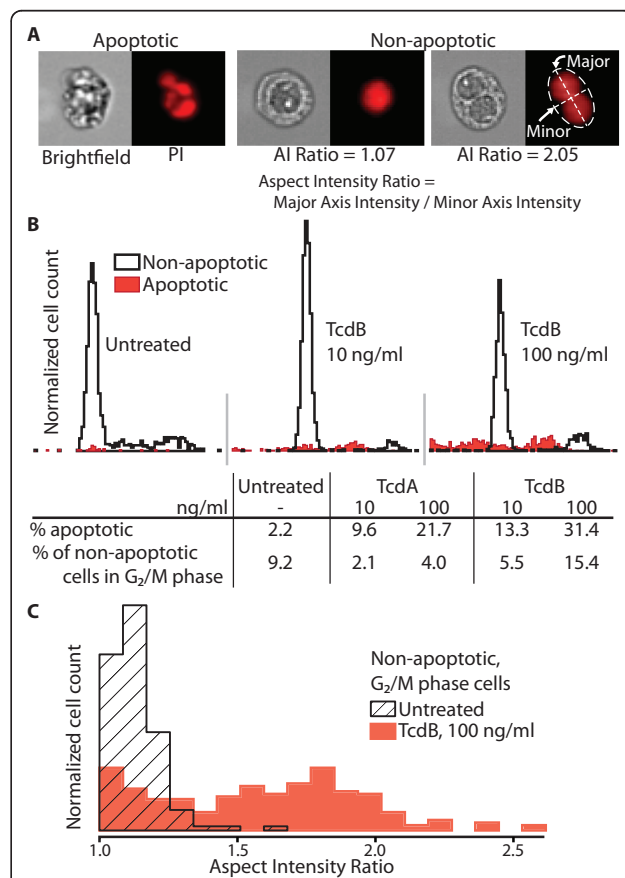 A
Apoptotic
Non-apoptotic
Major
Minor
Brightfield
PI
AI Ratio = 1.07
AI Ratio = 2.05
Aspect Intensity Ratio =
Major Axis Intensity / Minor Axis Intensity
B
Normalized cell count
Non-apoptotic
Apoptotic
Untreated
TcdB
10 ng/ml
TcdB
100 ng/ml
Untreated TcdA TcdB
ng/ml - 10 100 10 100
% apoptotic 2.2 9.6 21.7 13.3 31.4
% of non-apoptotic
cells in G₂/M phase 9.2 2.1 4.0 5.5 15.4
C
Normalized cell count
Non-apoptotic,
G₂/M phase cells
Untreated
TcdB, 100 ng/ml
1.0 1.5 2.0 2.5
Aspect Intensity Ratio